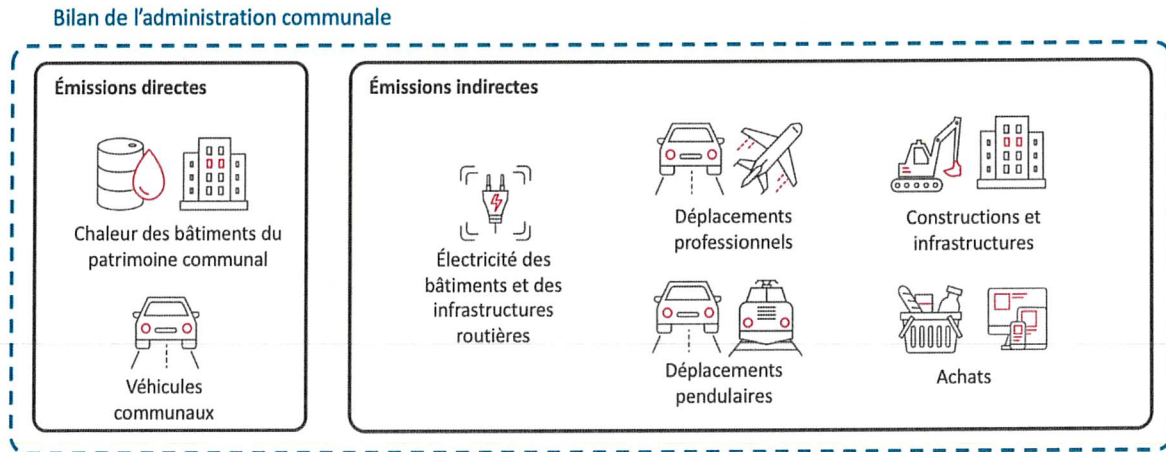 Bilan de l’administration communale
Émissions directes
Chaleur des bâtiments du
patrimoine communal
Véhicules
communaux
Émissions indirectes
Électricité des
bâtiments et des
infrastructures
routières
Déplacements
professionnels
Déplacements
pendulaires
Constructions et
infrastructures
Achats